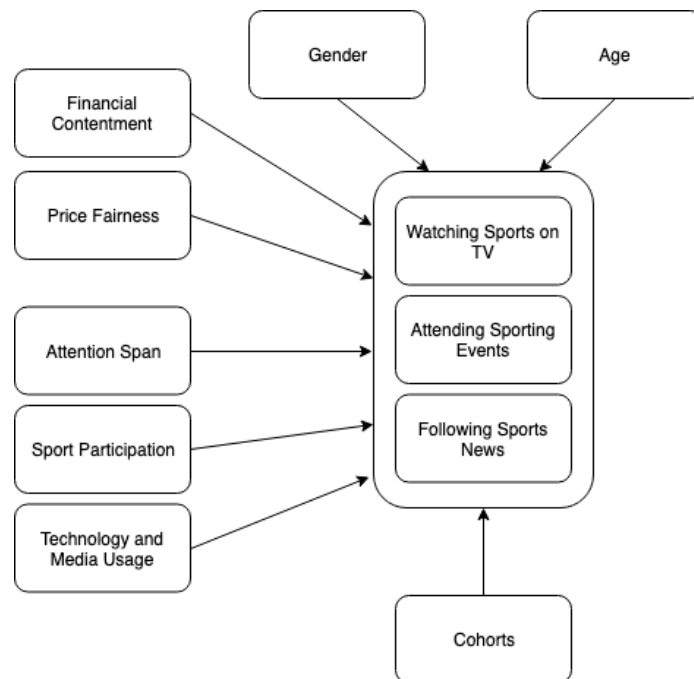 Gender
Age
Financial
Contentment
Price Fairness
Watching Sports on
TV
Attention Span
Attending Sporting
Events
Sport Participation
Following Sports
News
Technology and
Media Usage
Cohorts